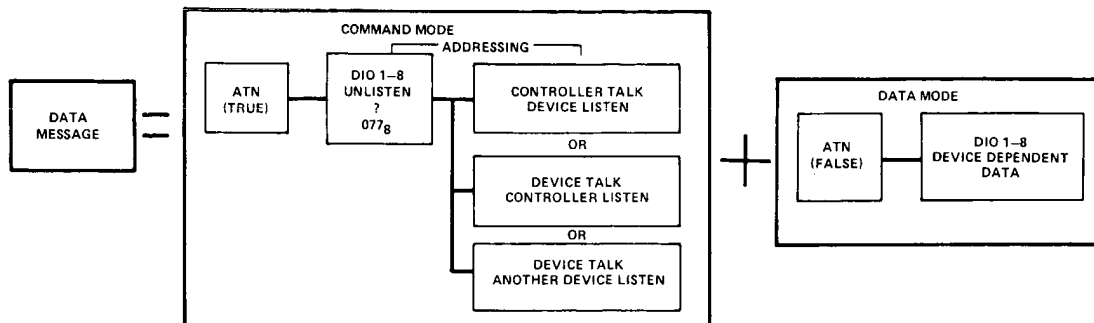 DATA
MESSAGE
=
COMMAND MODE
ADDRESSING
ATN
(TRUE)
DIO 1–8
UNLISTEN
?
077₈
CONTROLLER TALK
DEVICE LISTEN
OR
DEVICE TALK
CONTROLLER LISTEN
OR
DEVICE TALK
ANOTHER DEVICE LISTEN
+
DATA MODE
ATN
(FALSE)
DIO 1–8
DEVICE DEPENDENT
DATA